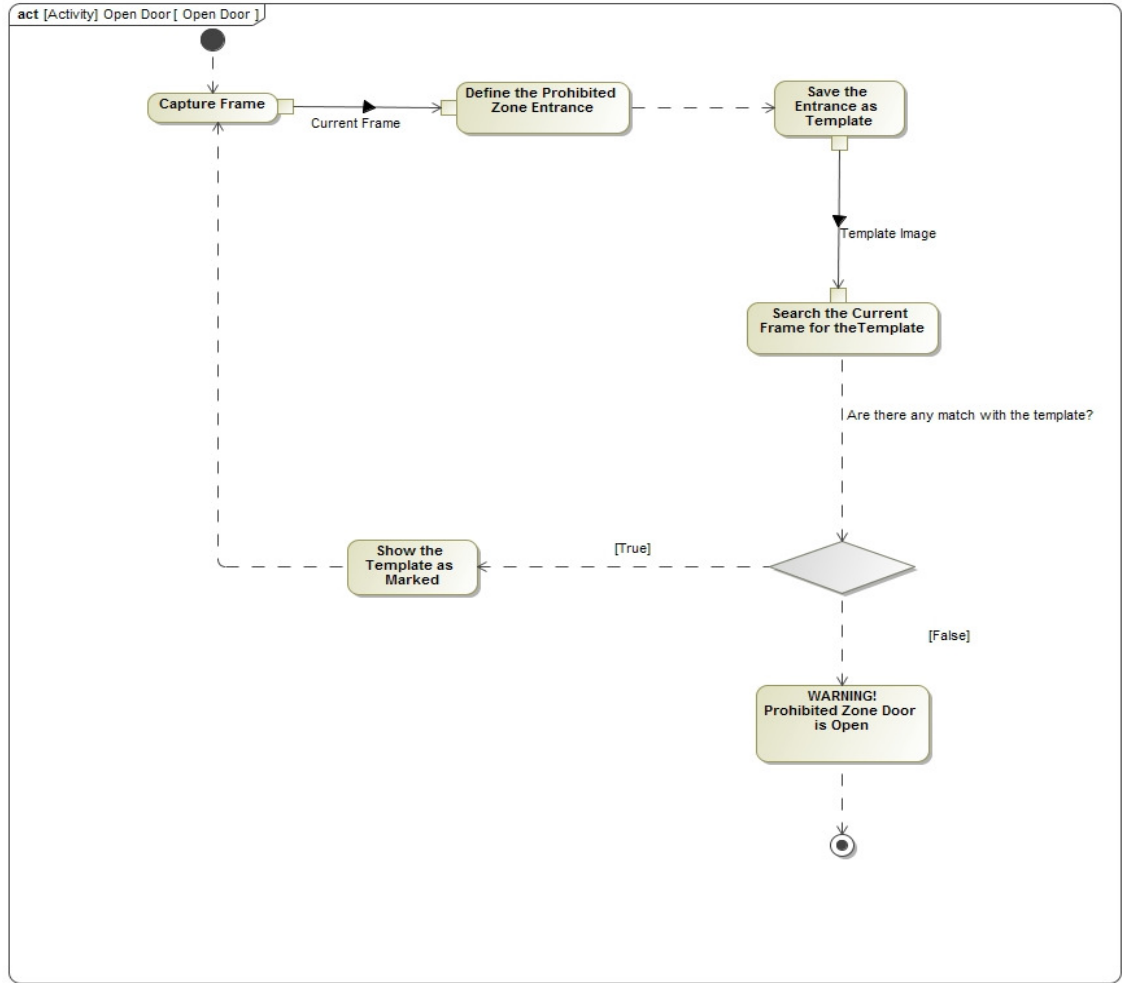 act [Activity] Open Door [ Open Door ]
Capture Frame
Current Frame
Define the Prohibited
Zone Entrance
Save the
Entrance as
Template
Template Image
Search the Current
Frame for theTemplate
Are there any match with the template?
[True]
Show the
Template as
Marked
[False]
WARNING!
Prohibited Zone Door
is Open